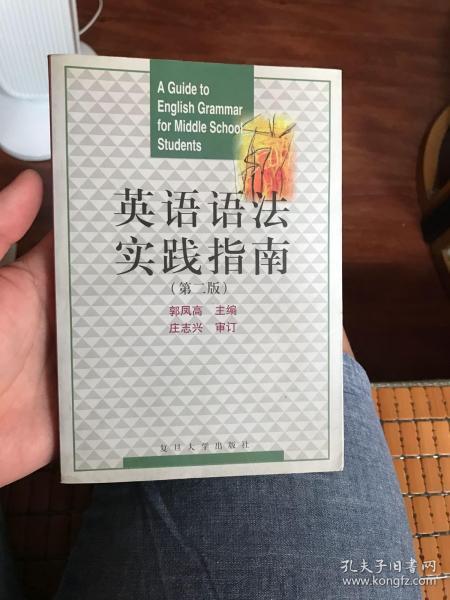 A Guide to
English Grammar
for Middle School
Students
英语语法
实践指南
(第二版)
郭凤高 主编
庄志兴 审订
复旦大学出版社
孔夫子旧书网
www.kongfz.com